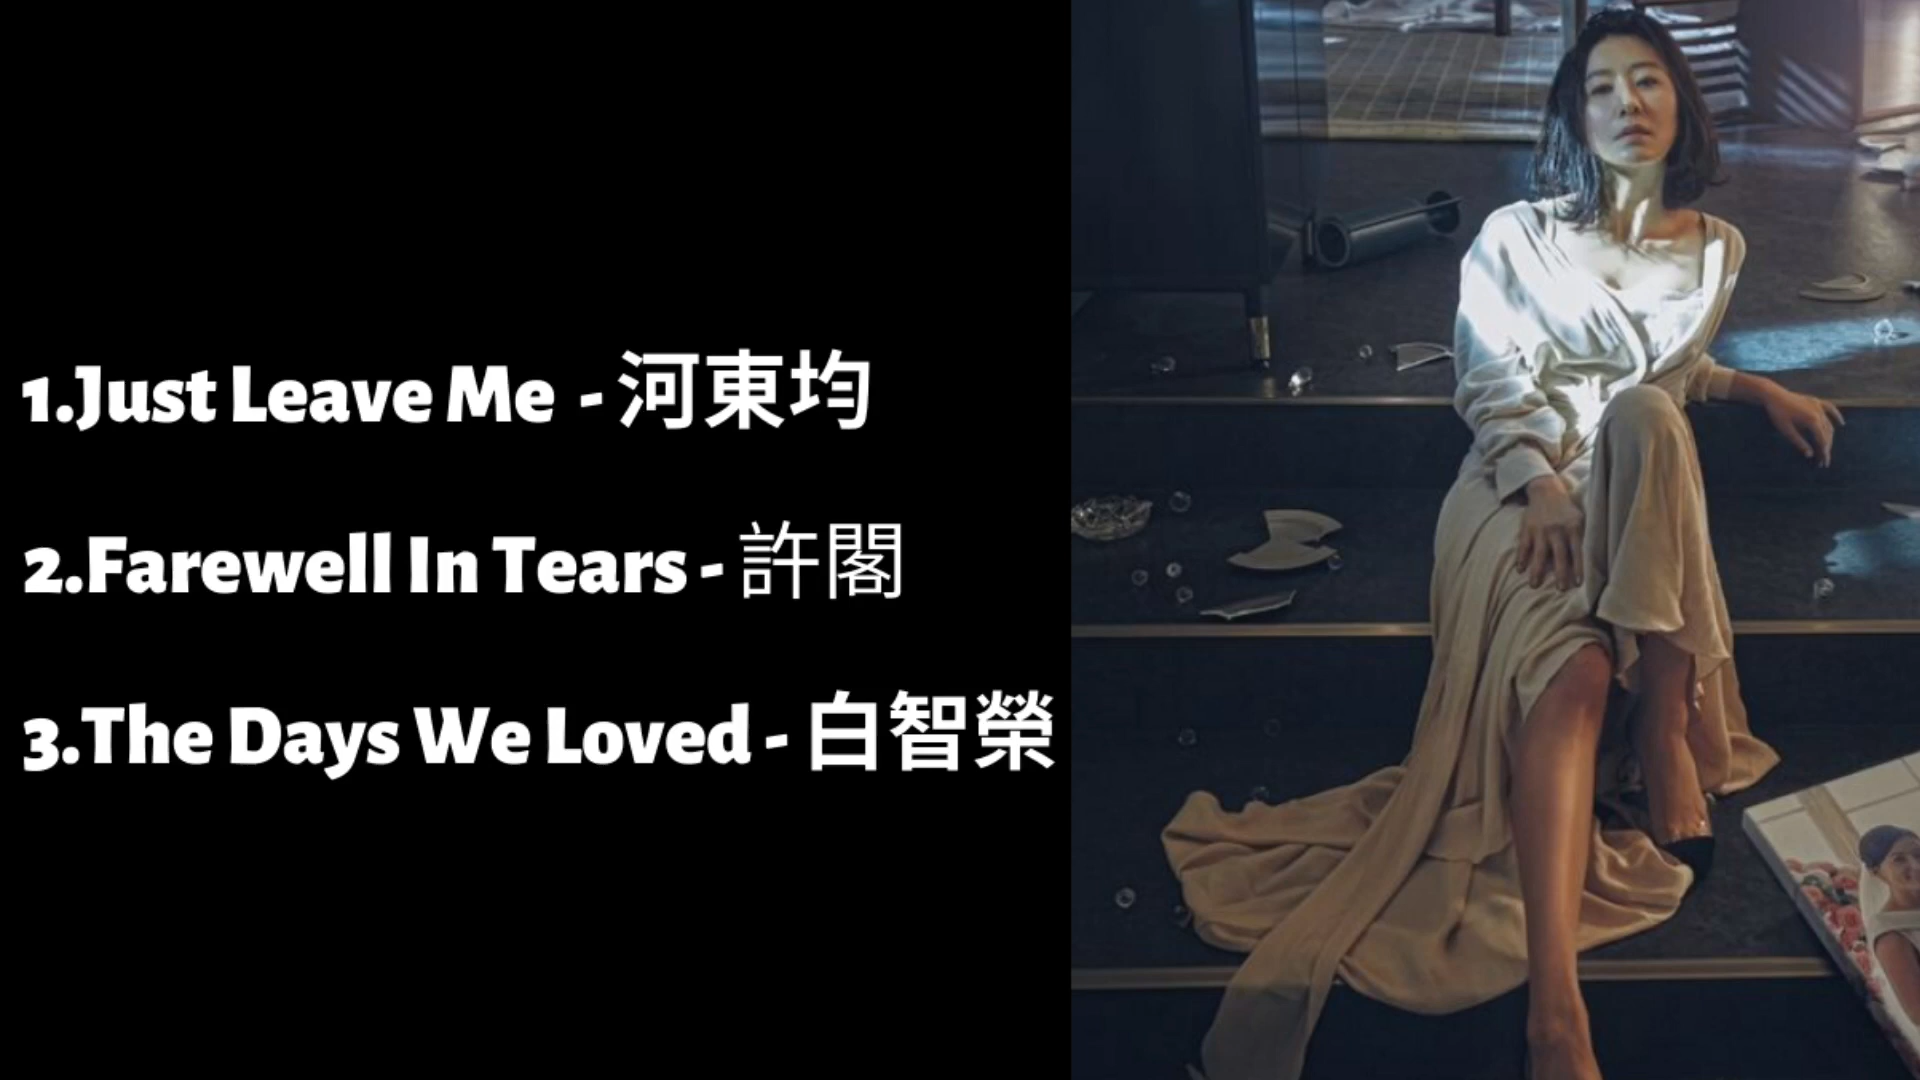 1.Just Leave Me - 河東均
2.Farewell In Tears - 許閣
3.The Days We Loved - 白智榮